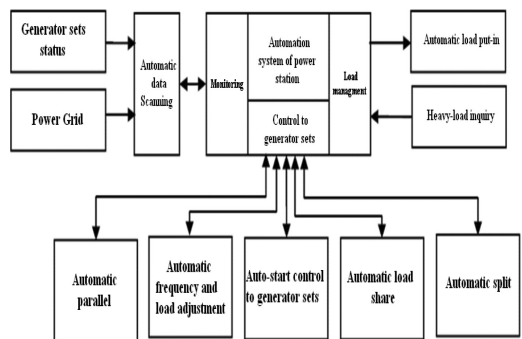 Generator sets
status
Power Grid
Automatic
data
Scanning
Monitoring
Automation
system of power
station
Control to
generator sets
Load
managment
Automatic load put-in
Heavy-load inquiry
Automatic
parallel
Automatic
frequency and
load adjustment
Auto-start control
to generator sets
Automatic load
share
Automatic split